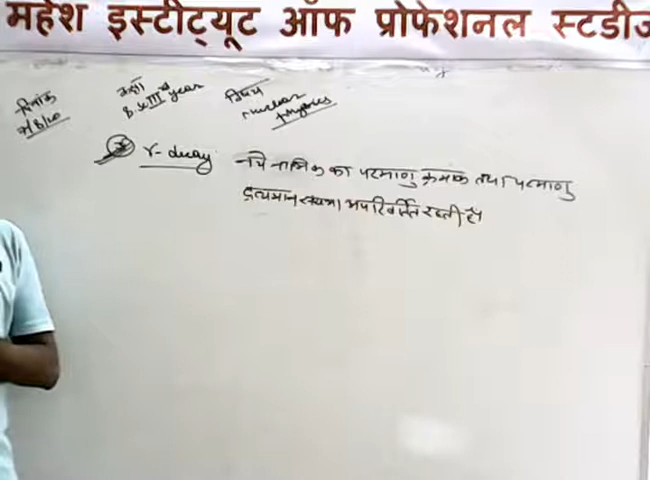 महेश इस्टीट्यूट ऑफ प्रोफेशनल स्टडीज
दिनांक कक्षा विषय
B.Sc III year nuclear physics
γ-decay नये नाभिक का परमाणु क्रमांक तथा परमाणु
द्रव्यमान संख्या अपरिवर्तित रहती है